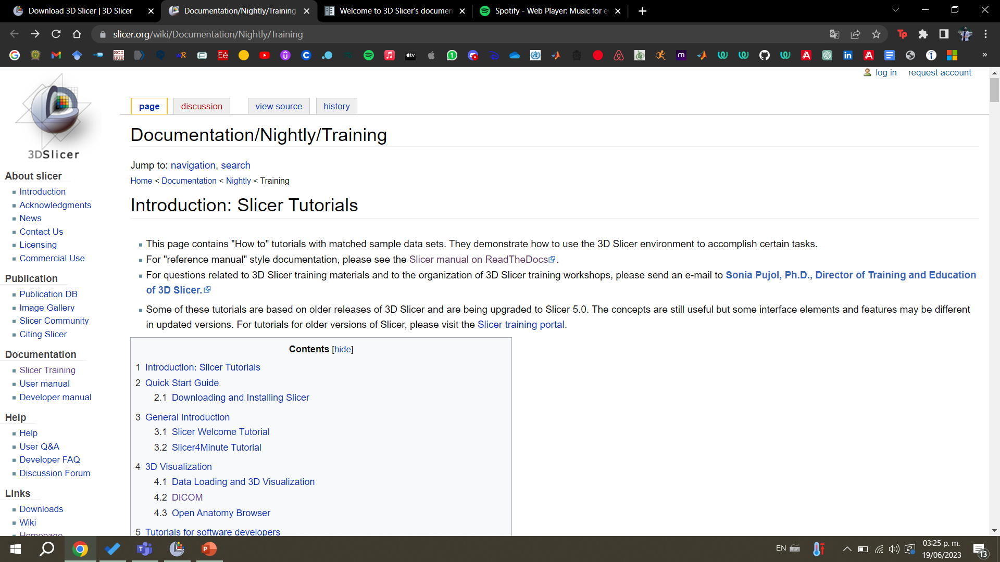 Download 3D Slicer | 3D Slicer
Documentation/Nightly/Training
Welcome to 3D Slicer's documen
Spotify - Web Player: Music for e
slicer.org/wiki/Documentation/Nightly/Training
log in request account
page discussion view source history
3DSlicer
Documentation/Nightly/Training
Jump to: navigation, search
Home < Documentation < Nightly < Training
Introduction: Slicer Tutorials
This page contains "How to" tutorials with matched sample data sets. They demonstrate how to use the 3D Slicer environment to accomplish certain tasks.
For "reference manual" style documentation, please see the Slicer manual on ReadTheDocs.
For questions related to 3D Slicer training materials and to the organization of 3D Slicer training workshops, please send an e-mail to Sonia Pujol, Ph.D., Director of Training and Education
of 3D Slicer.
Some of these tutorials are based on older releases of 3D Slicer and are being upgraded to Slicer 5.0. The concepts are still useful but some interface elements and features may be different
in updated versions. For tutorials for older versions of Slicer, please visit the Slicer training portal.
Contents [hide]
1 Introduction: Slicer Tutorials
2 Quick Start Guide
2.1 Downloading and Installing Slicer
3 General Introduction
3.1 Slicer Welcome Tutorial
3.2 Slicer4Minute Tutorial
4 3D Visualization
4.1 Data Loading and 3D Visualization
4.2 DICOM
4.3 Open Anatomy Browser
5 Tutorials for software developers
About slicer
Introduction
Acknowledgments
News
Contact Us
Licensing
Commercial Use
Publication
Publication DB
Image Gallery
Slicer Community
Citing Slicer
Documentation
Slicer Training
User manual
Developer manual
Help
Help
User Q&A
Developer FAQ
Discussion Forum
Links
Downloads
Wiki
Homepage
EN
03:25 p. m.
19/06/2023
13